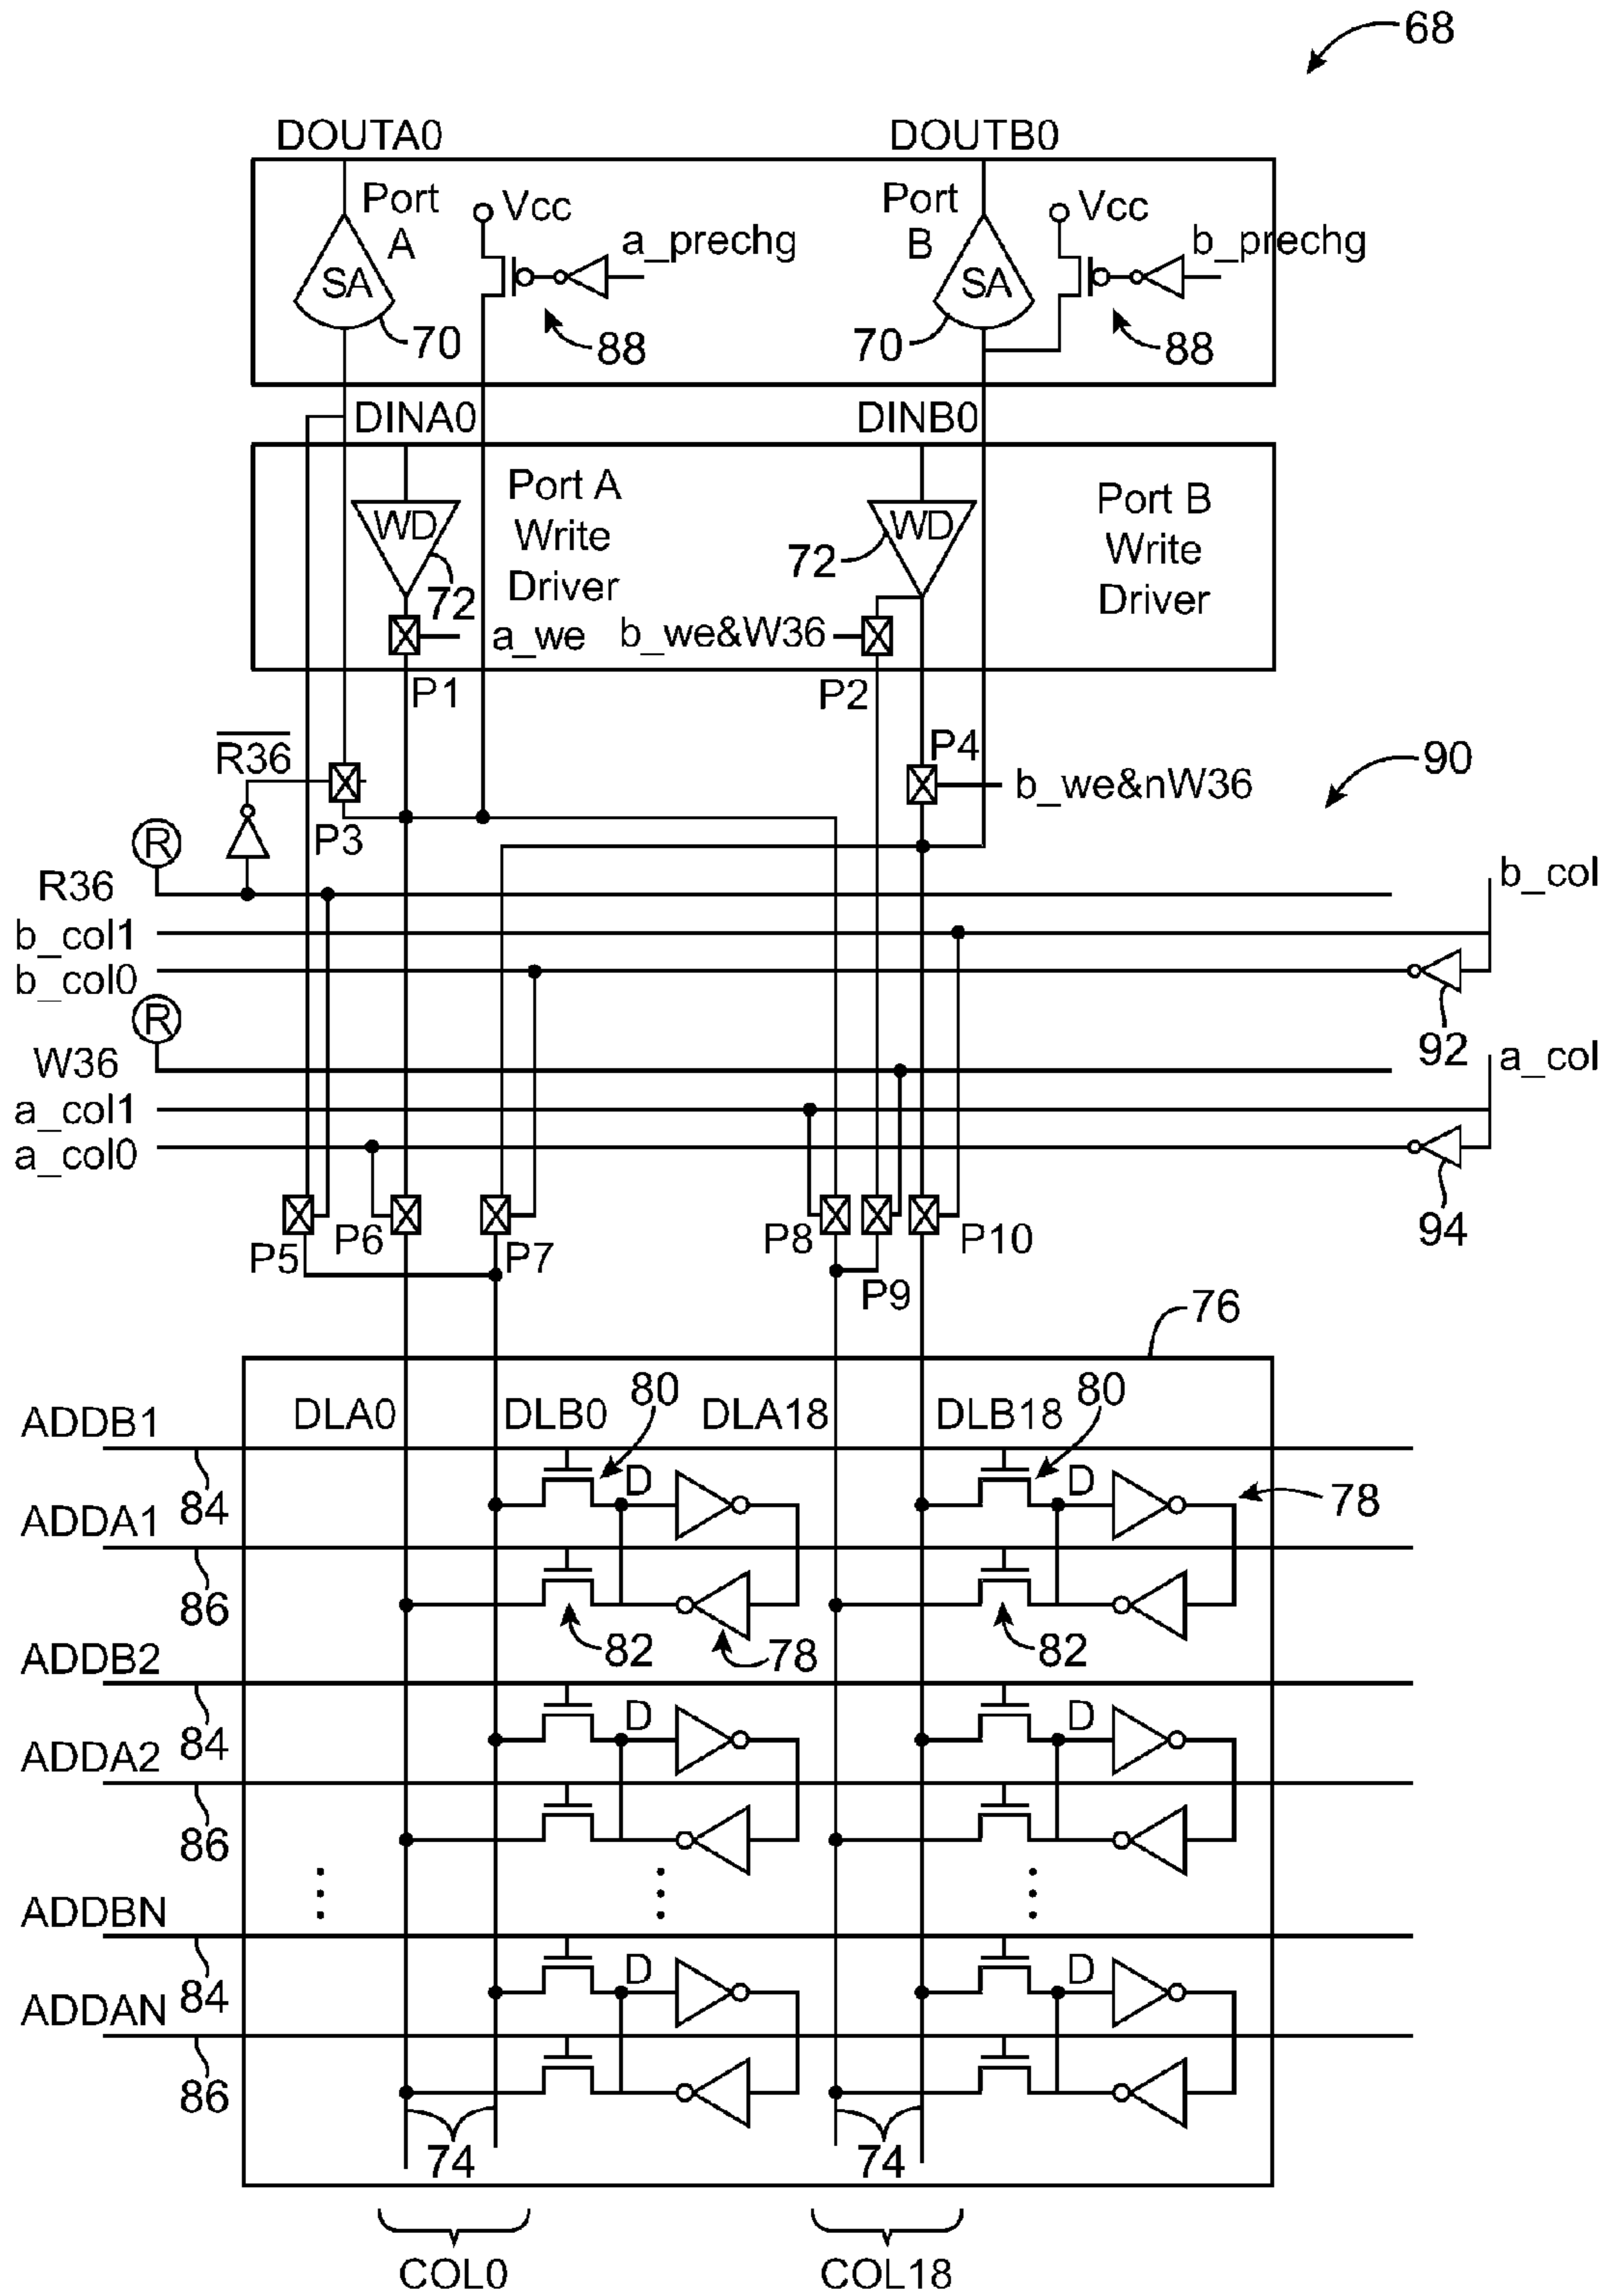 68
DOUTA0 DOUTB0
Port A Vcc a_prechg Port B Vcc b_prechg
SA SA
70 88 70 88
DINA0 DINB0
WD Port A Write Driver WD Port B Write Driver
72 72
a_we b_we&W36
P1 P2
R36 P4 90
b_we&nW36
R P3
R36 b_col
b_col1
b_col0
R
W36 92 a_col
a_col1
a_col0
P5 P6 P7 P8 P9 P10 94
76
DLA0 DLB0 80 DLA18 DLB18 80
ADDB1
84 D D 78
ADDA1
86 82 78 82
ADDB2
84 D D
ADDA2
86
ADDBN
84 D D
ADDAN
86
74 74
COL0 COL18